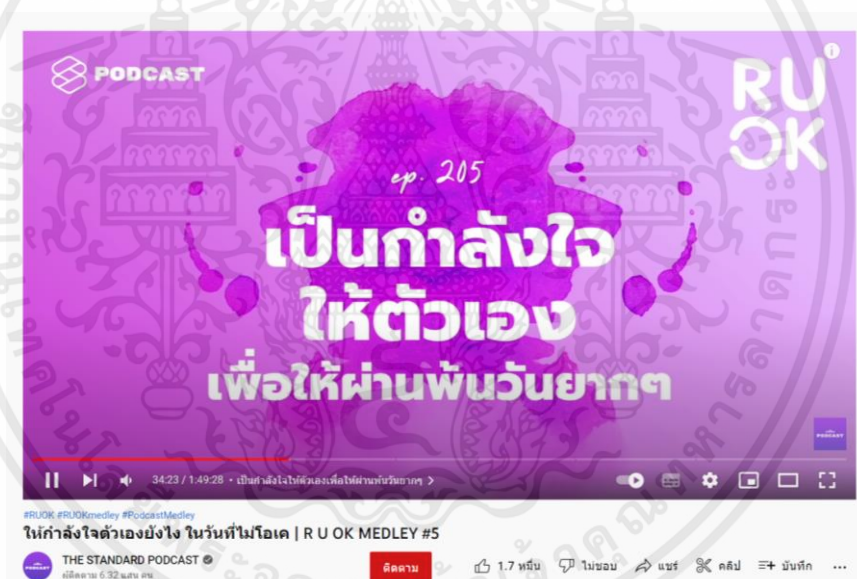 PODCAST
RU
OK
ep. 205
เป็นกำลังใจ
ให้ตัวเอง
เพื่อให้ผ่านพ้นวันยากๆ
PODCAST
34:23 / 1:49:28 • เป็นกำลังใจให้ตัวเองเพื่อให้ผ่านพ้นวันยากๆ >
#RUOK #RUOKmedley #PodcastMedley
ให้กำลังใจตัวเองยังไง ในวันที่ไม่โอเค | R U OK MEDLEY #5
THE STANDARD PODCAST
ผู้ติดตาม 6.32 แสน คน
ติดตาม
1.7 หมื่น ไม่ชอบ แชร์ คลิป บันทึก ...